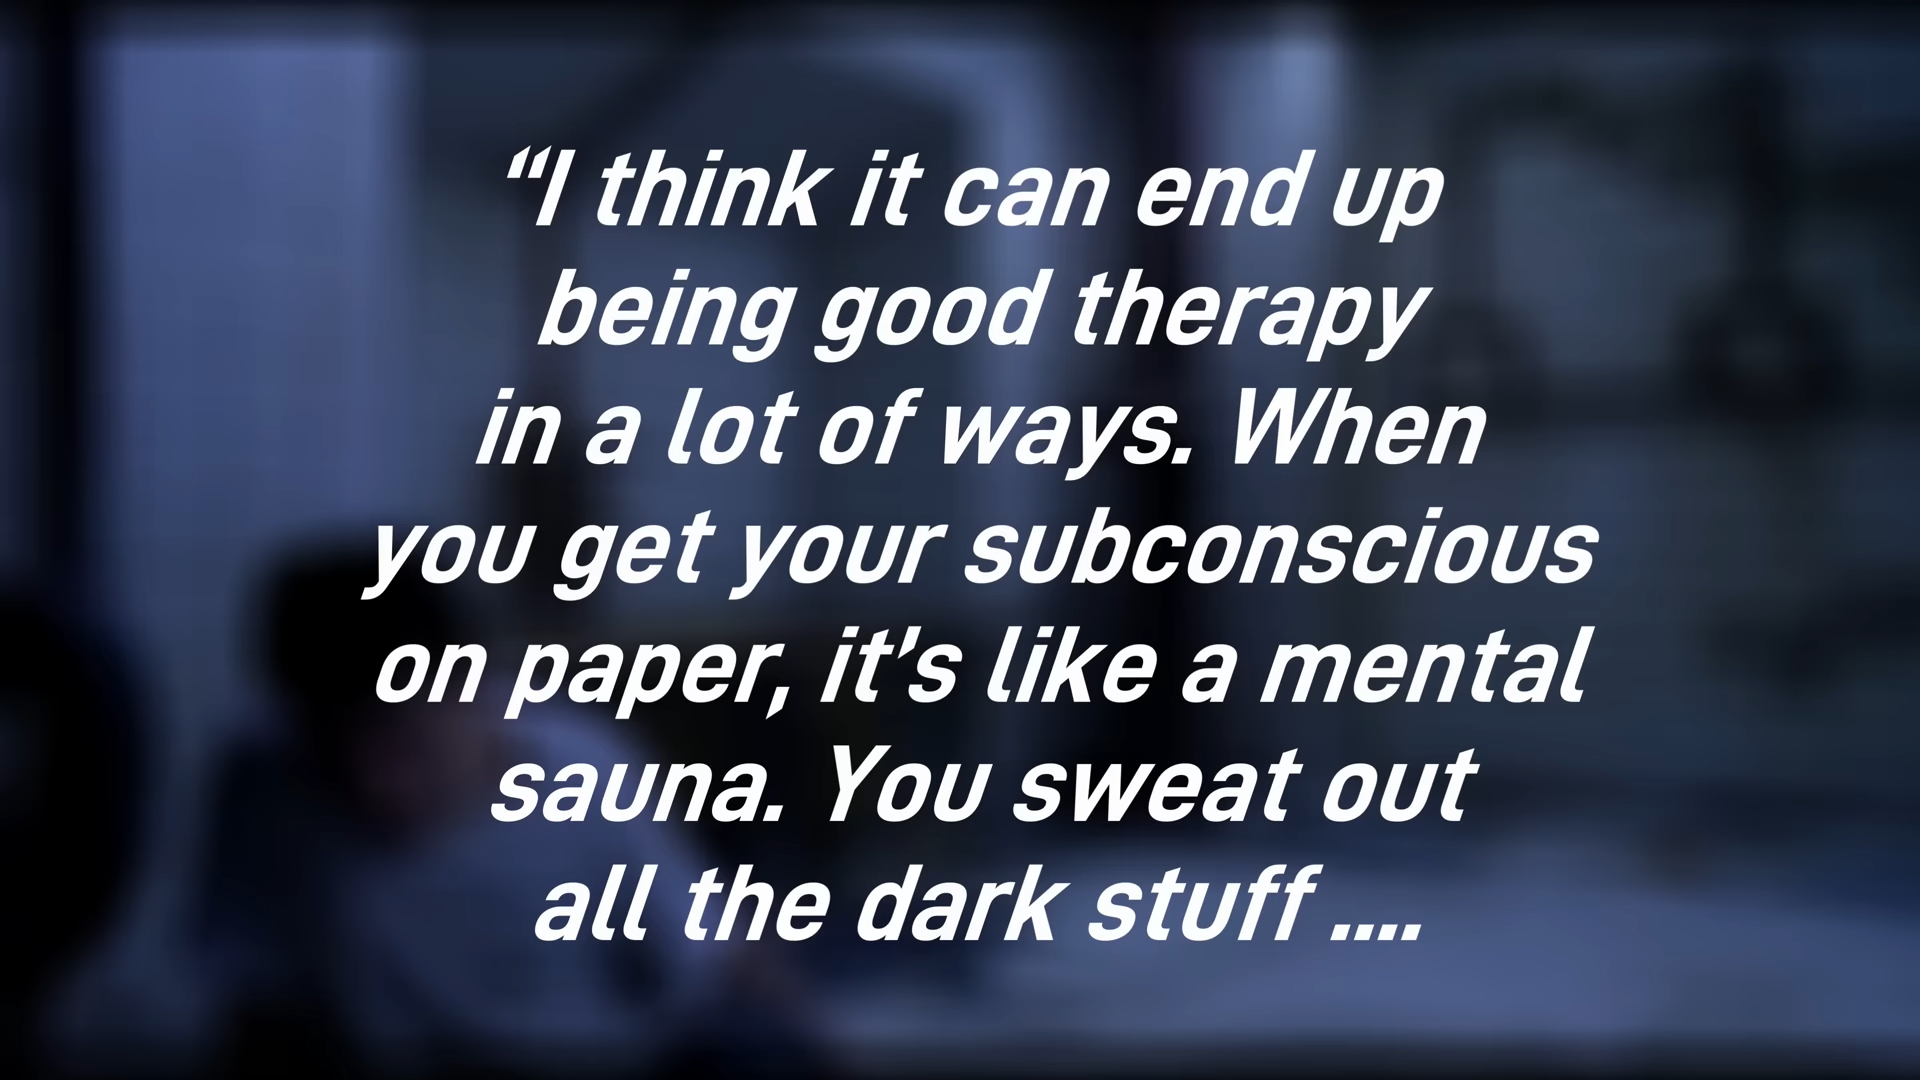 “I think it can end up
being good therapy
in a lot of ways. When
you get your subconscious
on paper, it's like a mental
sauna. You sweat out
all the dark stuff ....